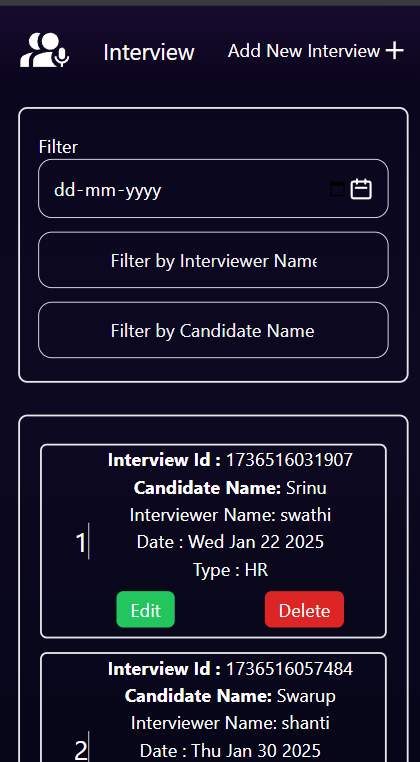 Interview
Add New Interview +
Filter
dd-mm-yyyy
Filter by Interviewer Name
Filter by Candidate Name
Interview Id : 1736516031907
Candidate Name: Srinu
Interviewer Name: swathi
1
Date : Wed Jan 22 2025
Type : HR
Edit
Delete
Interview Id : 1736516057484
Candidate Name: Swarup
Interviewer Name: shanti
2
Date : Thu Jan 30 2025